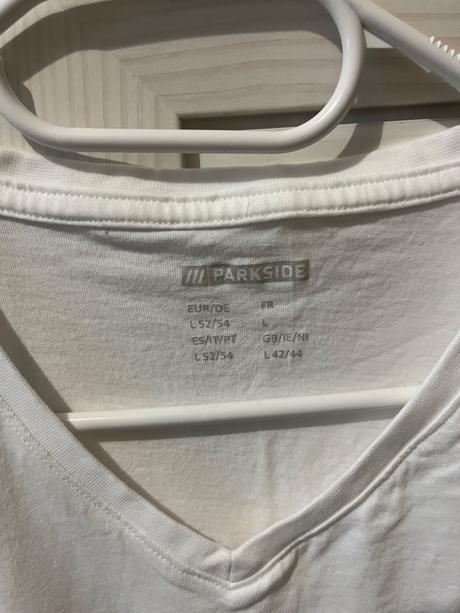 /// PARKSIDE
EUR/DE FR
L 52/54 L
ES/IT/PT GB/IE/NI
L 52/54 L 42/44